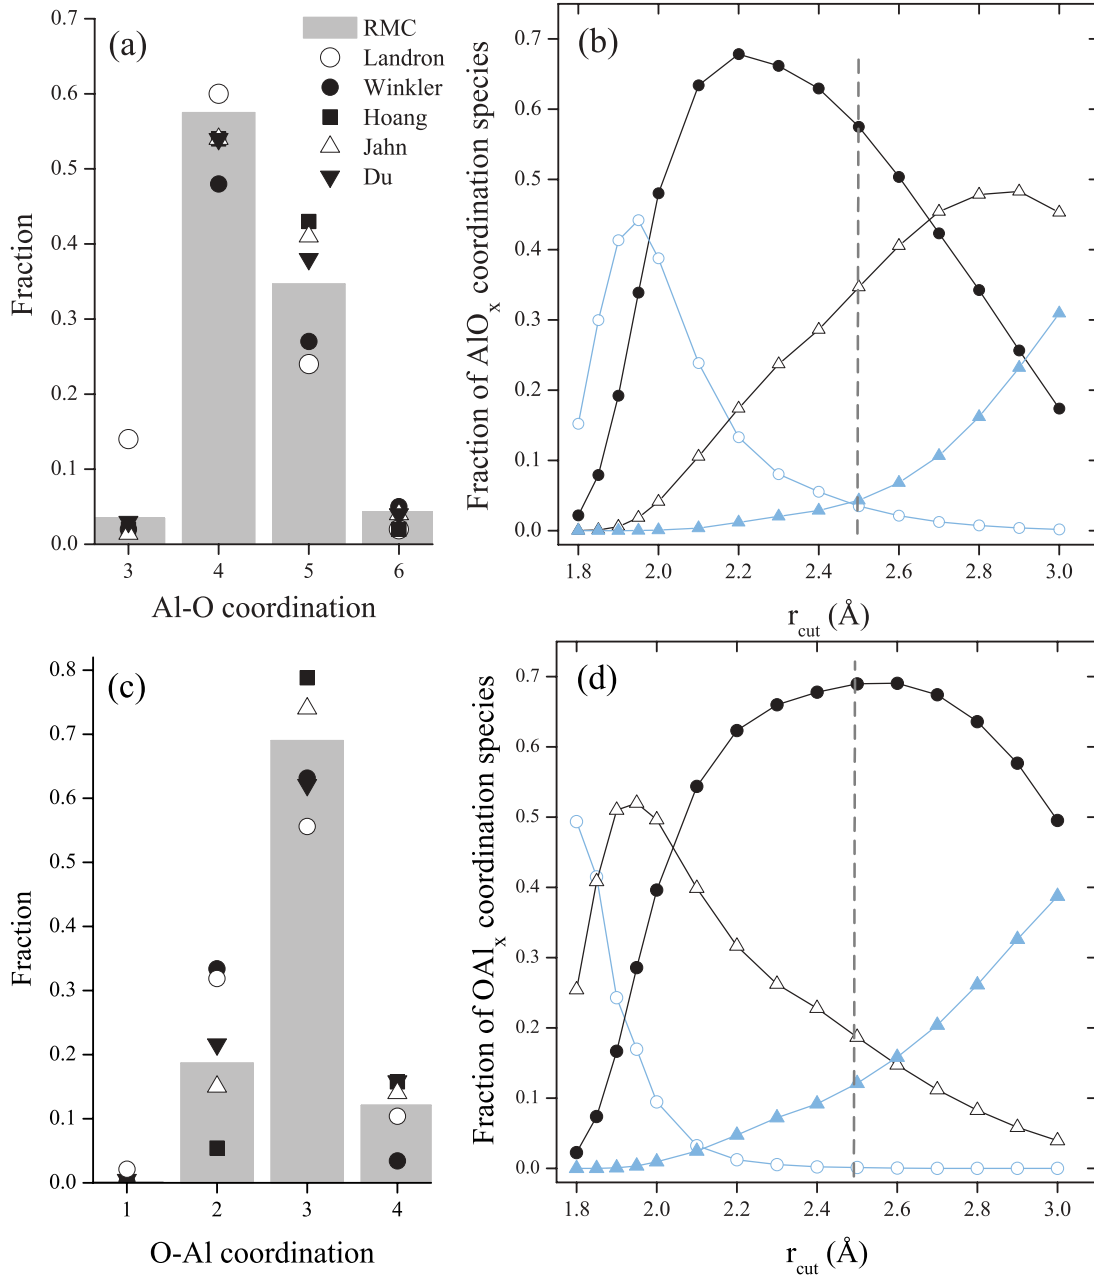 (a)
0.7
0.6
0.5
0.4
0.3
0.2
0.1
0.0
Fraction
RMC
Landron
Winkler
Hoang
Jahn
Du
3 4 5 6
Al-O coordination
(b)
0.7
0.6
0.5
0.4
0.3
0.2
0.1
0.0
Fraction of AlOx coordination species
1.8 2.0 2.2 2.4 2.6 2.8 3.0
rcut (Å)
(c)
0.8
0.7
0.6
0.5
0.4
0.3
0.2
0.1
0.0
Fraction
1 2 3 4
O-Al coordination
(d)
0.7
0.6
0.5
0.4
0.3
0.2
0.1
0.0
Fraction of OAlx coordination species
1.8 2.0 2.2 2.4 2.6 2.8 3.0
rcut (Å)